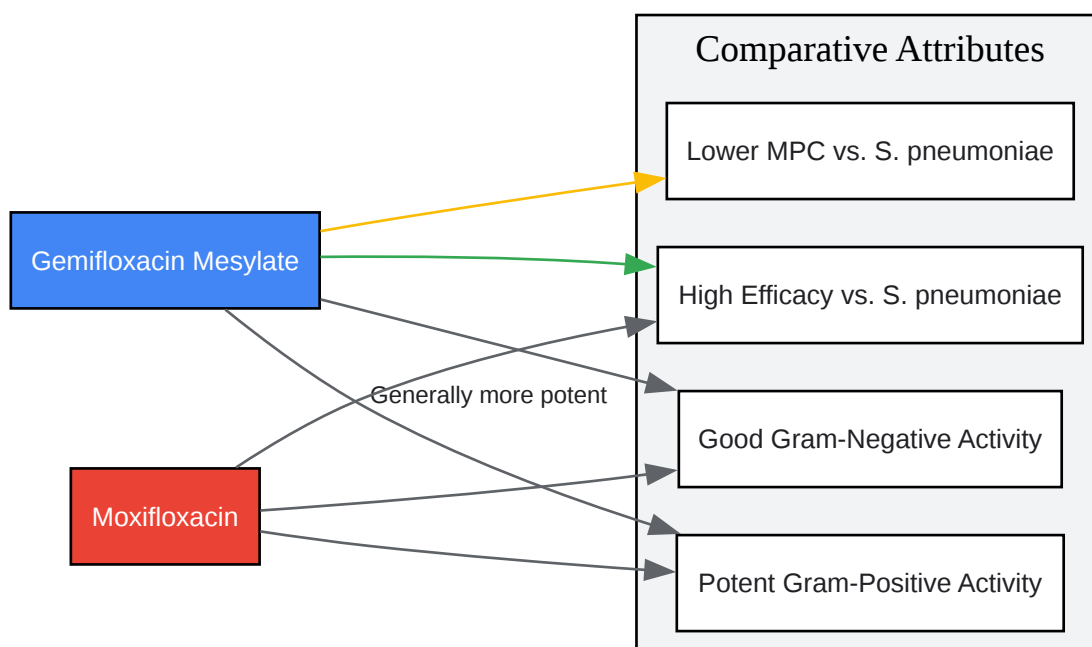 Comparative Attributes
Lower MPC vs. S. pneumoniae
Gemifloxacin Mesylate
High Efficacy vs. S. pneumoniae
Generally more potent
Good Gram-Negative Activity
Moxifloxacin
Potent Gram-Positive Activity